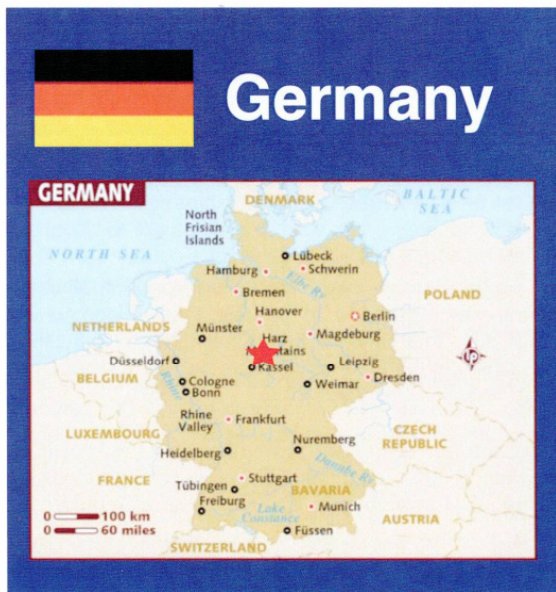 Germany
GERMANY
DENMARK
BALTIC
SEA
North
Frisian
Islands
NORTH SEA
Lübeck
Hamburg
Schwerin
Elbe Rv
Bremen
POLAND
Hanover
Berlin
NETHERLANDS
Münster
Harz
Mountains
Magdeburg
Düsseldorf
Kassel
Leipzig
BELGIUM
Cologne
Bonn
Weimar
Dresden
Rhine
Rhine
Valley
Frankfurt
LUXEMBOURG
CZECH
REPUBLIC
Heidelberg
Nuremberg
Danube Rv
FRANCE
Stuttgart
Tübingen
BAVARIA
Freiburg
Munich
Lake
Constance
0 100 km
0 60 miles
AUSTRIA
Füssen
SWITZERLAND
lp